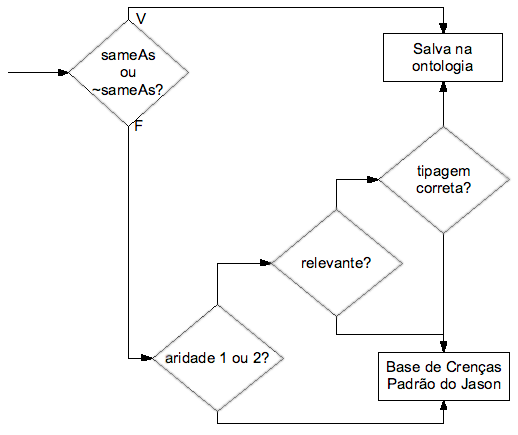 V
sameAs
ou
~sameAs?
F
Salva na
ontologia
tipagem
correta?
relevante?
aridade 1 ou 2?
Base de Crenças
Padrão do Jason